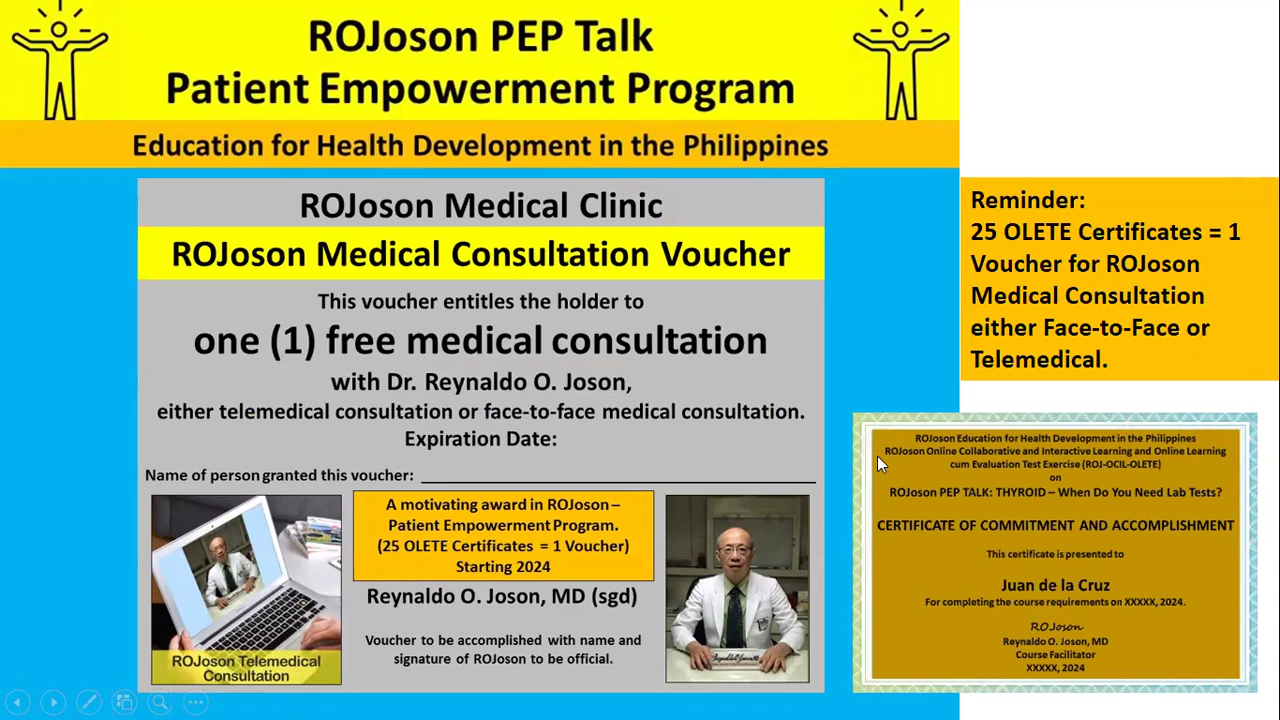 ROJoson PEP Talk
Patient Empowerment Program
Education for Health Development in the Philippines
ROJoson Medical Clinic
ROJoson Medical Consultation Voucher
This voucher entitles the holder to
one (1) free medical consultation
with Dr. Reynaldo O. Joson,
either telemedical consultation or face-to-face medical consultation.
Expiration Date:
Name of person granted this voucher:
A motivating award in ROJoson –
Patient Empowerment Program.
(25 OLETE Certificates = 1 Voucher)
Starting 2024
Reynaldo O. Joson, MD (sgd)
Voucher to be accomplished with name and
signature of ROJoson to be official.
ROJoson Telemedical
Consultation
Reminder:
25 OLETE Certificates = 1
Voucher for ROJoson
Medical Consultation
either Face-to-Face or
Telemedical.
ROJoson Education for Health Development in the Philippines
ROJoson Online Collaborative and Interactive Learning and Online Learning
cum Evaluation Test Exercise (ROJ-OCIL-OLETE)
on
ROJoson PEP TALK: THYROID – When Do You Need Lab Tests?
CERTIFICATE OF COMMITMENT AND ACCOMPLISHMENT
This certificate is presented to
Juan de la Cruz
For completing the course requirements on XXXXX, 2024.
ROJoson
Reynaldo O. Joson, MD
Course Facilitator
XXXXX, 2024